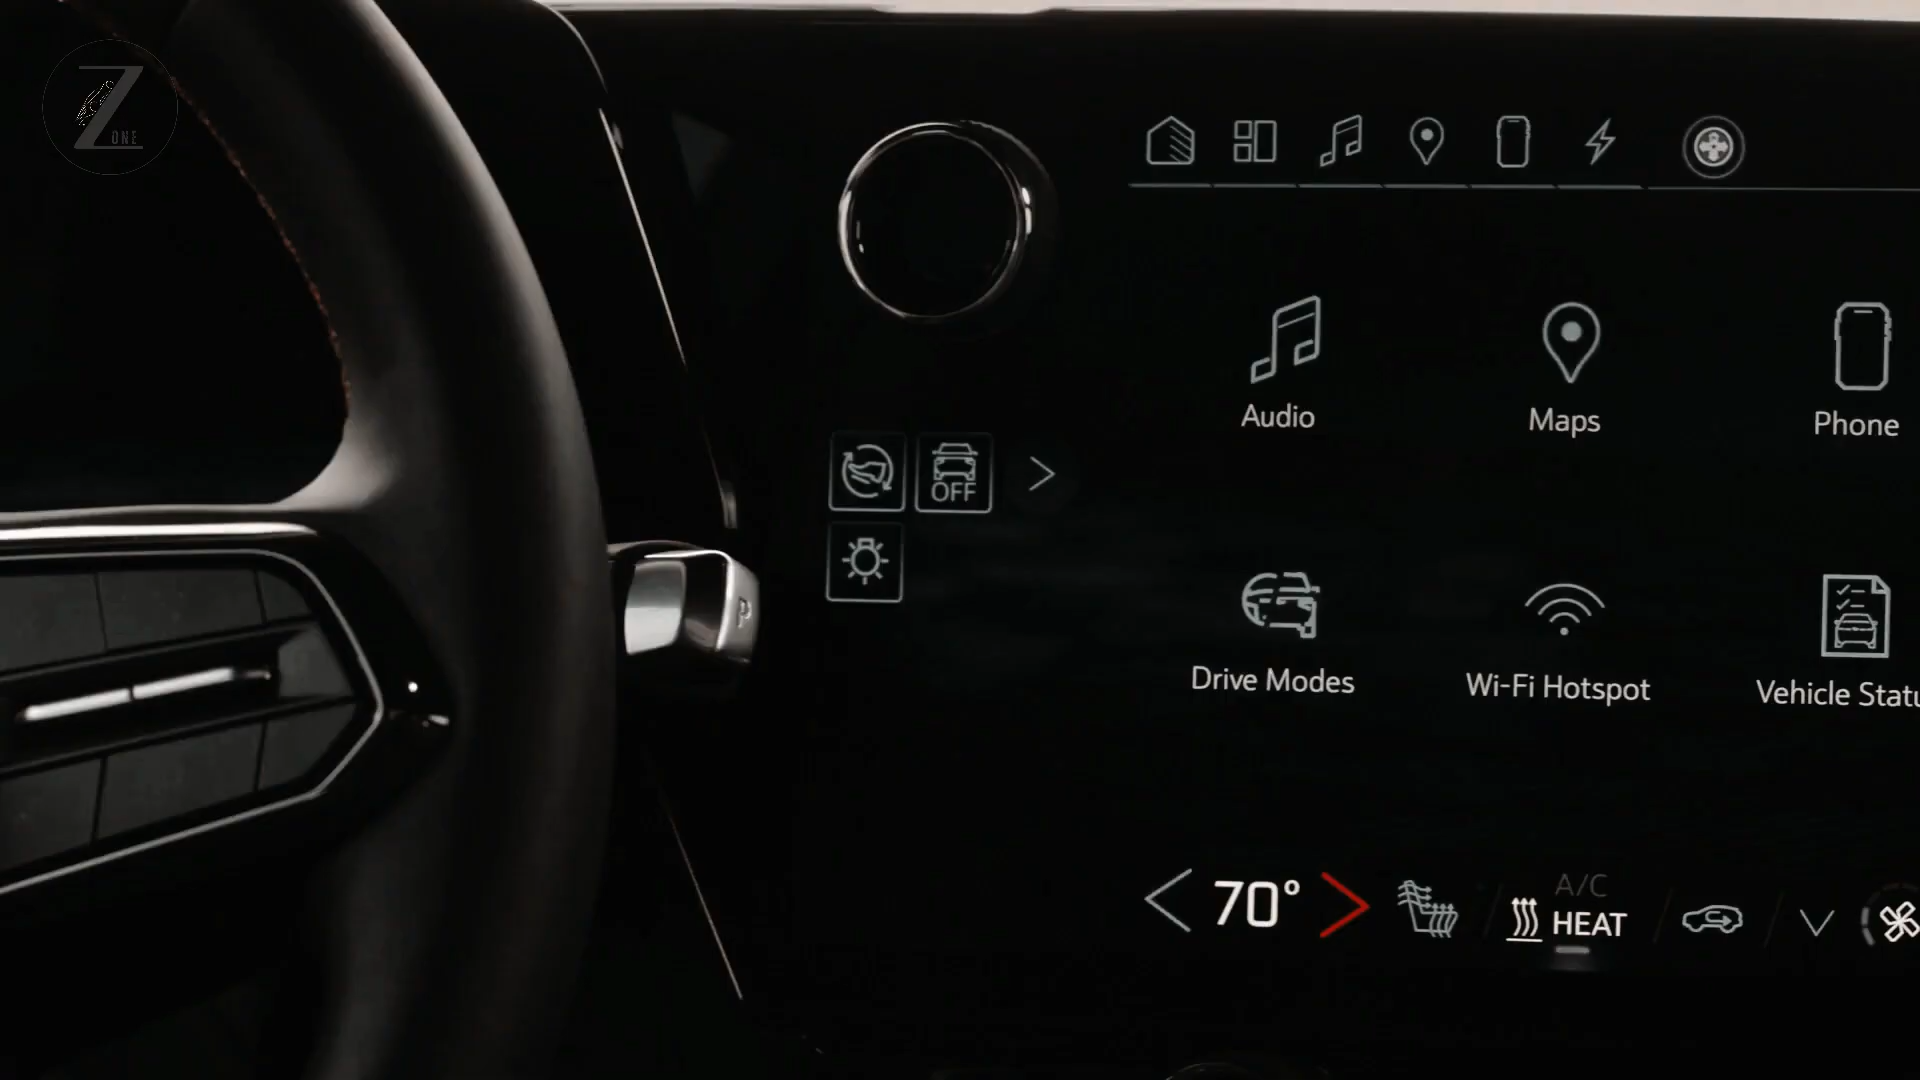 Z
ONE
Audio
Maps
Phone
OFF
P
Drive Modes
Wi-Fi Hotspot
Vehicle Statu
70°
A/C
HEAT